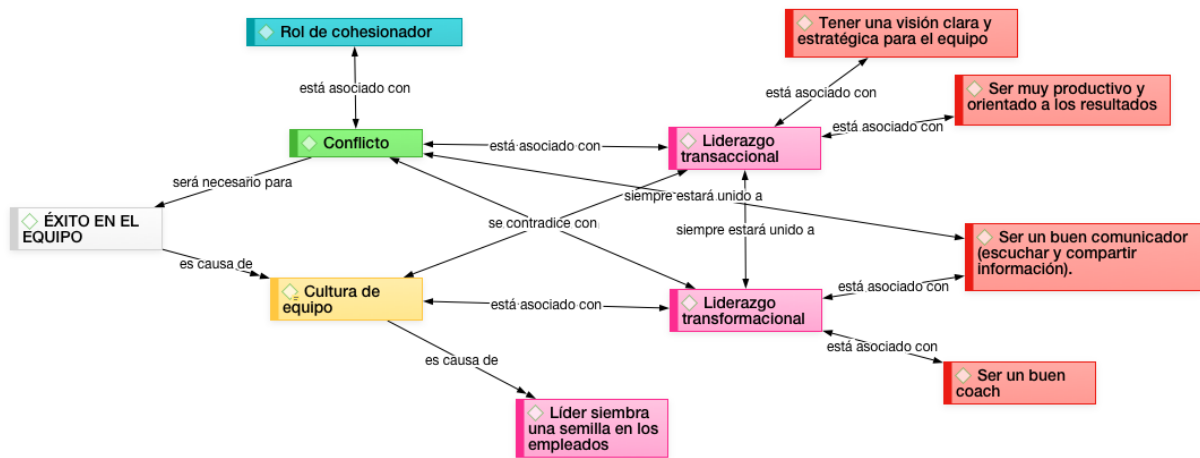 Rol de cohesionador
Tener una visión clara y
estratégica para el equipo
está asociado con
está asociado con
Ser muy productivo y
orientado a los resultados
está asociado con
Conflicto
está asociado con
Liderazgo
transaccional
será necesario para
siempre estará unido a
ÉXITO EN EL
EQUIPO
se contradice con
siempre estará unido a
Ser un buen comunicador
(escuchar y compartir
información).
es causa de
Cultura de
equipo
está asociado con
Liderazgo
transformacional
está asociado con
está asociado con
es causa de
Ser un buen
coach
Líder siembra
una semilla en los
empleados